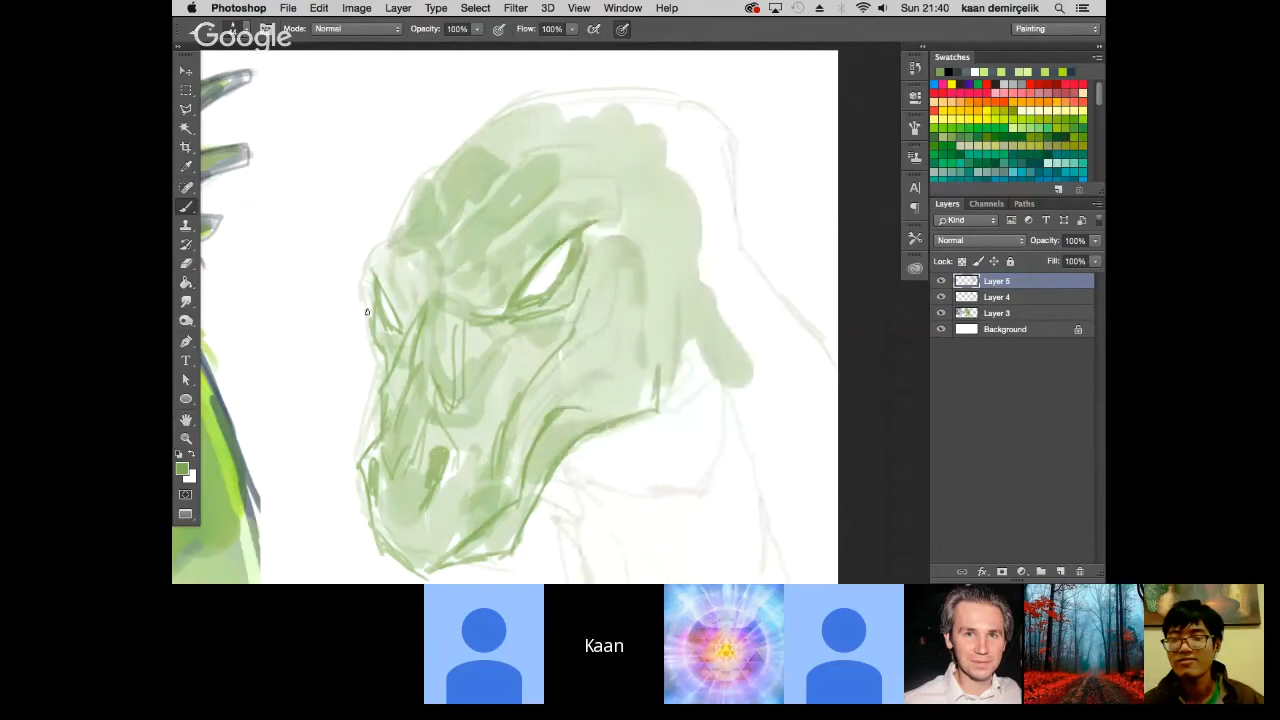 Photoshop File Edit Image Layer Type Select Filter 3D View Window Help Sun 21:40 kaan demirçelik
Google
Mode: Normal Opacity: 100% Flow: 100% Painting
Swatches
Layers Channels Paths
Kind
Normal Opacity: 100%
Lock: Fill: 100%
Layer 5
Layer 4
Layer 3
Background
Kaan